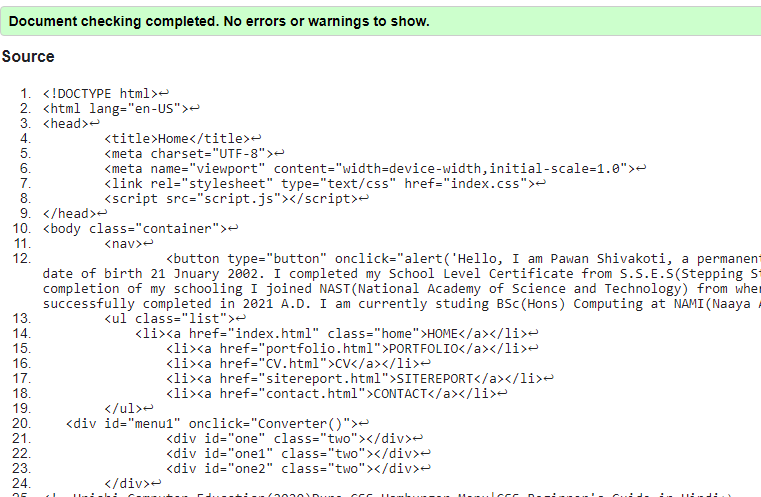 Document checking completed. No errors or warnings to show.
Source
1. <!DOCTYPE html>↩
2. <html lang="en-US">↩
3. <head>↩
4. <title>Home</title>↩
5. <meta charset="UTF-8">↩
6. <meta name="viewport" content="width=device-width,initial-scale=1.0">↩
7. <link rel="stylesheet" type="text/css" href="index.css">↩
8. <script src="script.js"></script>↩
9. </head>↩
10. <body class="container">↩
11. <nav>↩
12. <button type="button" onclick="alert('Hello, I am Pawan Shivakoti, a permanent
date of birth 21 Jnuary 2002. I completed my School Level Certificate from S.S.E.S(Stepping
completion of my schooling I joined NAST(National Academy of Science and Technology) from
successfully completed in 2021 A.D. I am currently studing BSc(Hons) Computing at NAMI(Naaya
13. <ul class="list">↩
14. <li><a href="index.html" class="home">HOME</a></li>↩
15. <li><a href="portfolio.html">PORTFOLIO</a></li>↩
16. <li><a href="CV.html">CV</a></li>↩
17. <li><a href="sitereport.html">SITEREPORT</a></li>↩
18. <li><a href="contact.html">CONTACT</a></li>↩
19. </ul>↩
20. <div id="menu1" onclick="Converter()">↩
21. <div id="one" class="two"></div>↩
22. <div id="one1" class="two"></div>↩
23. <div id="one2" class="two"></div>↩
24. </div>↩